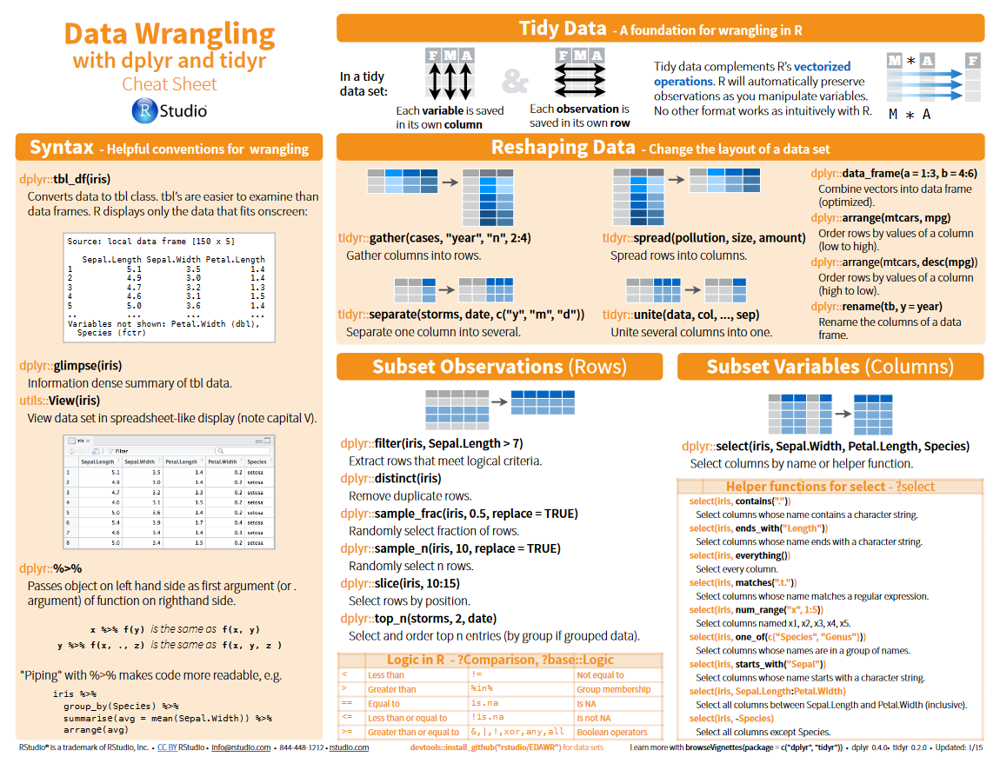 Data Wrangling
with dplyr and tidyr
Cheat Sheet
R Studio®
Syntax - Helpful conventions for wrangling
dplyr::tbl_df(iris)
Converts data to tbl class. tbl's are easier to examine than
data frames. R displays only the data that fits onscreen:
Source: local data frame [150 x 5]
Sepal.Length Sepal.Width Petal.Length
1 5.1 3.5 1.4
2 4.9 3.0 1.4
3 4.7 3.2 1.3
4 4.6 3.1 1.5
5 5.0 3.6 1.4
.. ... ... ...
Variables not shown: Petal.Width (dbl),
Species (fctr)
dplyr::glimpse(iris)
Information dense summary of tbl data.
utils::View(iris)
View data set in spreadsheet-like display (note capital V).
iris ×
Filter
Sepal.Length Sepal.Width Petal.Length Petal.Width Species
1 5.1 3.5 1.4 0.2 setosa
2 4.9 3.0 1.4 0.2 setosa
3 4.7 3.2 1.3 0.2 setosa
4 4.6 3.1 1.5 0.2 setosa
5 5.0 3.6 1.4 0.2 setosa
6 5.4 3.9 1.7 0.4 setosa
7 4.6 3.4 1.4 0.3 setosa
8 5.0 3.4 1.5 0.2 setosa
dplyr::%>%
Passes object on left hand side as first argument (or .
argument) of function on righthand side.
x %>% f(y) is the same as f(x, y)
y %>% f(x, ., z) is the same as f(x, y, z )
"Piping" with %>% makes code more readable, e.g.
iris %>%
group_by(Species) %>%
summarise(avg = mean(Sepal.Width)) %>%
arrange(avg)
Tidy Data - A foundation for wrangling in R
In a tidy
data set:
F M A
Each variable is saved
in its own column
&
F M A
Each observation is
saved in its own row
Tidy data complements R's vectorized
operations. R will automatically preserve
observations as you manipulate variables.
No other format works as intuitively with R.
M * A F
M * A
Reshaping Data - Change the layout of a data set
tidyr::gather(cases, "year", "n", 2:4)
Gather columns into rows.
tidyr::spread(pollution, size, amount)
Spread rows into columns.
tidyr::separate(storms, date, c("y", "m", "d"))
Separate one column into several.
tidyr::unite(data, col, ..., sep)
Unite several columns into one.
dplyr::data_frame(a = 1:3, b = 4:6)
Combine vectors into data frame
(optimized).
dplyr::arrange(mtcars, mpg)
Order rows by values of a column
(low to high).
dplyr::arrange(mtcars, desc(mpg))
Order rows by values of a column
(high to low).
dplyr::rename(tb, y = year)
Rename the columns of a data
frame.
Subset Observations (Rows)
dplyr::filter(iris, Sepal.Length > 7)
Extract rows that meet logical criteria.
dplyr::distinct(iris)
Remove duplicate rows.
dplyr::sample_frac(iris, 0.5, replace = TRUE)
Randomly select fraction of rows.
dplyr::sample_n(iris, 10, replace = TRUE)
Randomly select n rows.
dplyr::slice(iris, 10:15)
Select rows by position.
dplyr::top_n(storms, 2, date)
Select and order top n entries (by group if grouped data).
Logic in R - ?Comparison, ?base::Logic
< Less than != Not equal to
> Greater than %in% Group membership
== Equal to is.na Is NA
<= Less than or equal to !is.na Is not NA
>= Greater than or equal to &,|,!,xor,any,all Boolean operators
Subset Variables (Columns)
dplyr::select(iris, Sepal.Width, Petal.Length, Species)
Select columns by name or helper function.
Helper functions for select - ?select
select(iris, contains("."))
Select columns whose name contains a character string.
select(iris, ends_with("Length"))
Select columns whose name ends with a character string.
select(iris, everything())
Select every column.
select(iris, matches(".t."))
Select columns whose name matches a regular expression.
select(iris, num_range("x", 1:5))
Select columns named x1, x2, x3, x4, x5.
select(iris, one_of(c("Species", "Genus")))
Select columns whose names are in a group of names.
select(iris, starts_with("Sepal"))
Select columns whose name starts with a character string.
select(iris, Sepal.Length:Petal.Width)
Select all columns between Sepal.Length and Petal.Width (inclusive).
select(iris, -Species)
Select all columns except Species.
RStudio® is a trademark of RStudio, Inc. • CC BY RStudio • info@rstudio.com • 844-448-1212 • rstudio.com
devtools::install_github("rstudio/EDAWR") for data sets
Learn more with browseVignettes(package = c("dplyr", "tidyr")) • dplyr 0.4.0• tidyr 0.2.0 • Updated: 1/15